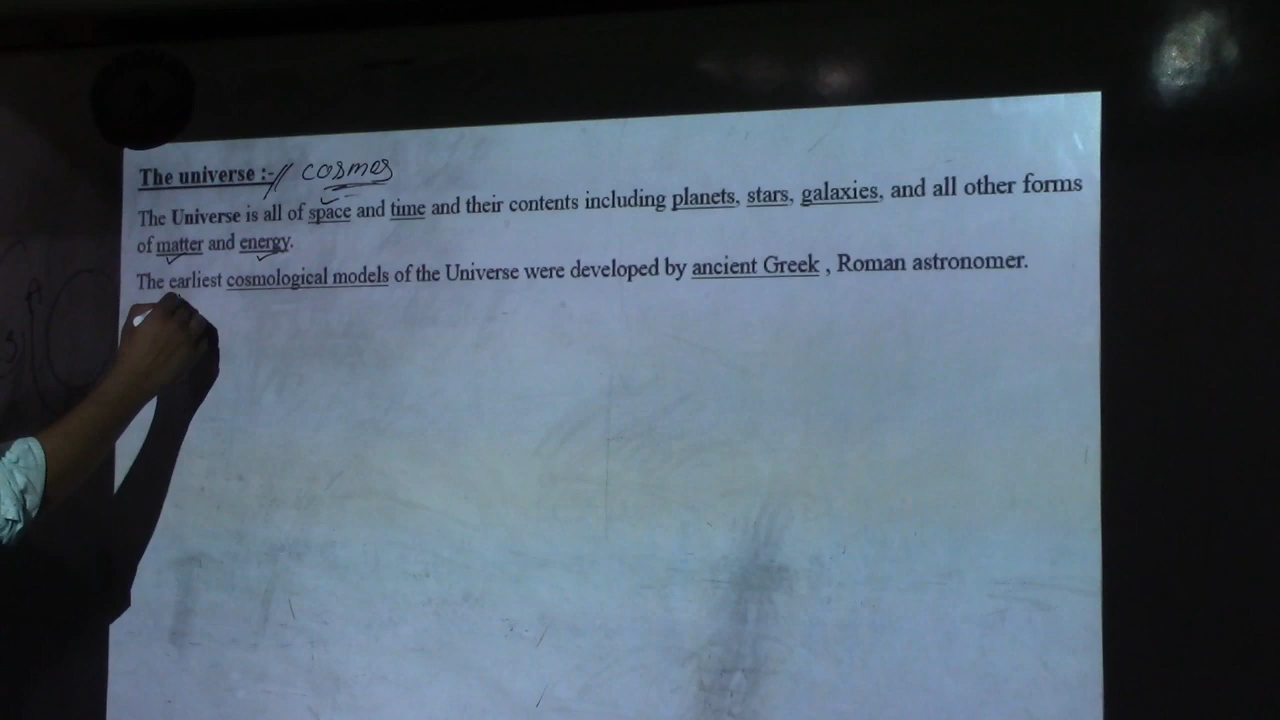 The universe :-// cosmos
The Universe is all of space and time and their contents including planets, stars, galaxies, and all other forms
of matter and energy.
The earliest cosmological models of the Universe were developed by ancient Greek , Roman astronomer.